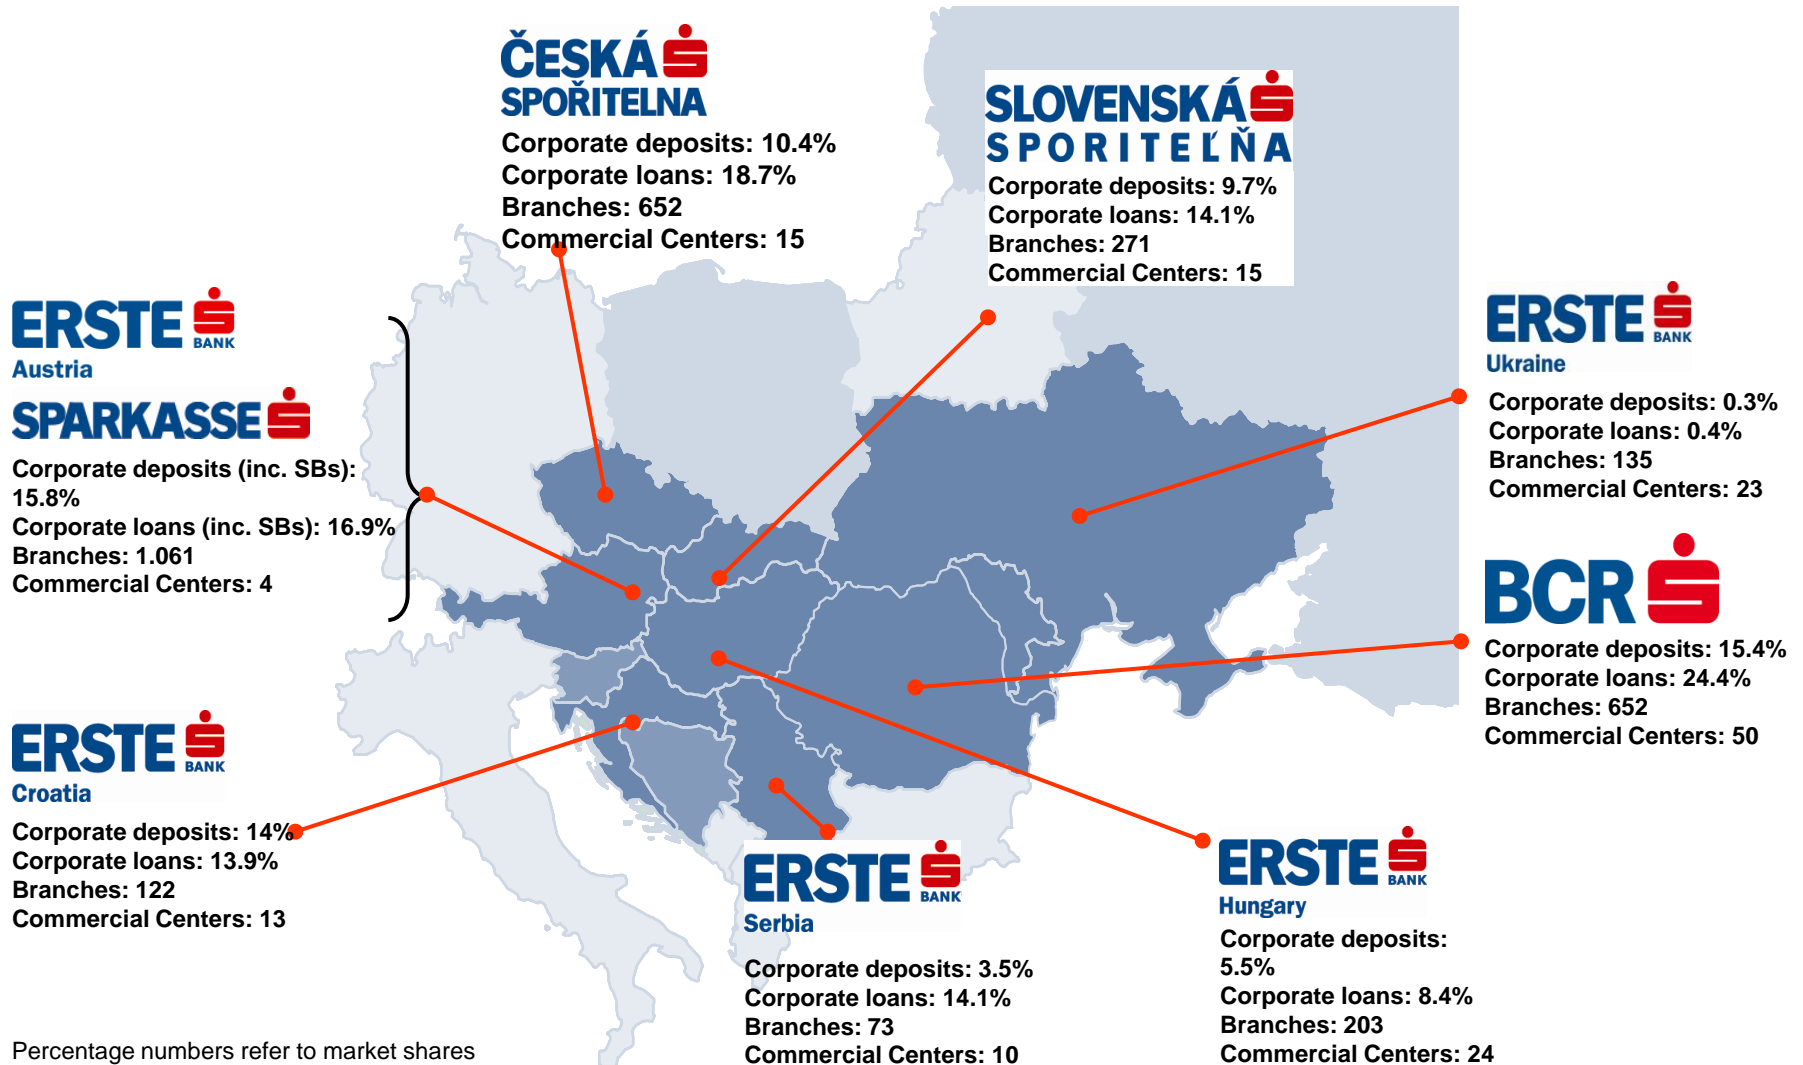 ČESKÁ
SPOŘITELNA
Corporate deposits: 10.4%
Corporate loans: 18.7%
Branches: 652
Commercial Centers: 15
SLOVENSKÁ
SPORITEĽŇA
Corporate deposits: 9.7%
Corporate loans: 14.1%
Branches: 271
Commercial Centers: 15
ERSTE
BANK
Austria
SPARKASSE
Corporate deposits (inc. SBs):
15.8%
Corporate loans (inc. SBs): 16.9%
Branches: 1.061
Commercial Centers: 4
ERSTE
BANK
Ukraine
Corporate deposits: 0.3%
Corporate loans: 0.4%
Branches: 135
Commercial Centers: 23
BCR
Corporate deposits: 15.4%
Corporate loans: 24.4%
Branches: 652
Commercial Centers: 50
ERSTE
BANK
Croatia
Corporate deposits: 14%
Corporate loans: 13.9%
Branches: 122
Commercial Centers: 13
ERSTE
BANK
Serbia
Corporate deposits: 3.5%
Corporate loans: 14.1%
Branches: 73
Commercial Centers: 10
ERSTE
BANK
Hungary
Corporate deposits:
5.5%
Corporate loans: 8.4%
Branches: 203
Commercial Centers: 24
Percentage numbers refer to market shares